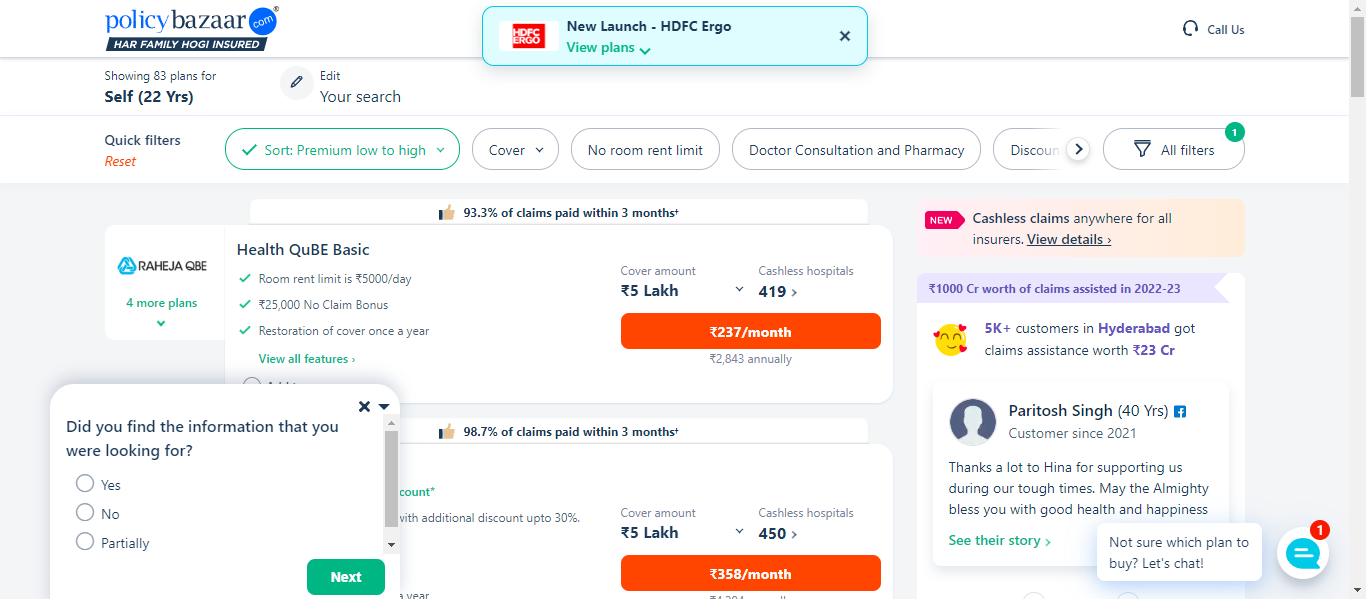 policybazaar.com®
HAR FAMILY HOGI INSURED
HDFC
ERGO
New Launch - HDFC Ergo
View plans
Call Us
Showing 83 plans for
Self (22 Yrs)
Edit
Your search
Quick filters
Reset
Sort: Premium low to high
Cover
No room rent limit
Doctor Consultation and Pharmacy
Discoun
All filters
1
93.3% of claims paid within 3 months†
RAHEJA QBE
4 more plans
Health QuBE Basic
Room rent limit is ₹5000/day
₹25,000 No Claim Bonus
Restoration of cover once a year
View all features ›
Cover amount
₹5 Lakh
Cashless hospitals
419 ›
₹237/month
₹2,843 annually
98.7% of claims paid within 3 months†
count*
with additional discount upto 30%.
a year
Cover amount
₹5 Lakh
Cashless hospitals
450 ›
₹358/month
Did you find the information that you
were looking for?
Yes
No
Partially
Next
NEW
Cashless claims anywhere for all
insurers. View details ›
₹1000 Cr worth of claims assisted in 2022-23
5K+ customers in Hyderabad got
claims assistance worth ₹23 Cr
Paritosh Singh (40 Yrs)
Customer since 2021
Thanks a lot to Hina for supporting us
during our tough times. May the Almighty
bless you with good health and happiness
See their story ›
Not sure which plan to
buy? Let's chat!
1